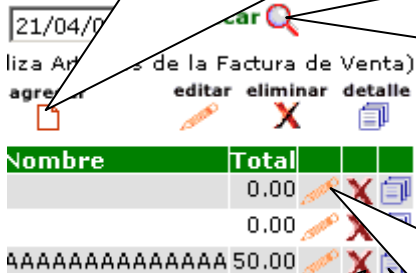 21/04/0 car
liza Ar de la Factura de Venta)
agregar editar eliminar detalle
Nombre Total
0.00
0.00
AAAAAAAAAAAAAA 50.00